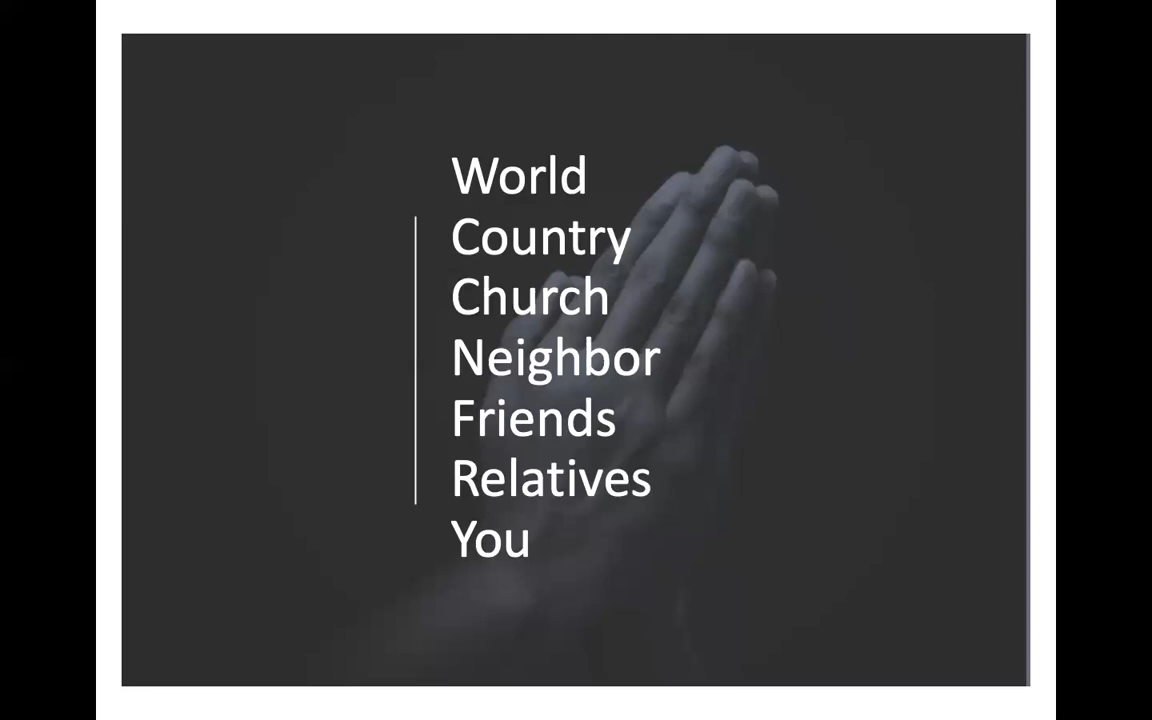 World
Country
Church
Neighbor
Friends
Relatives
You